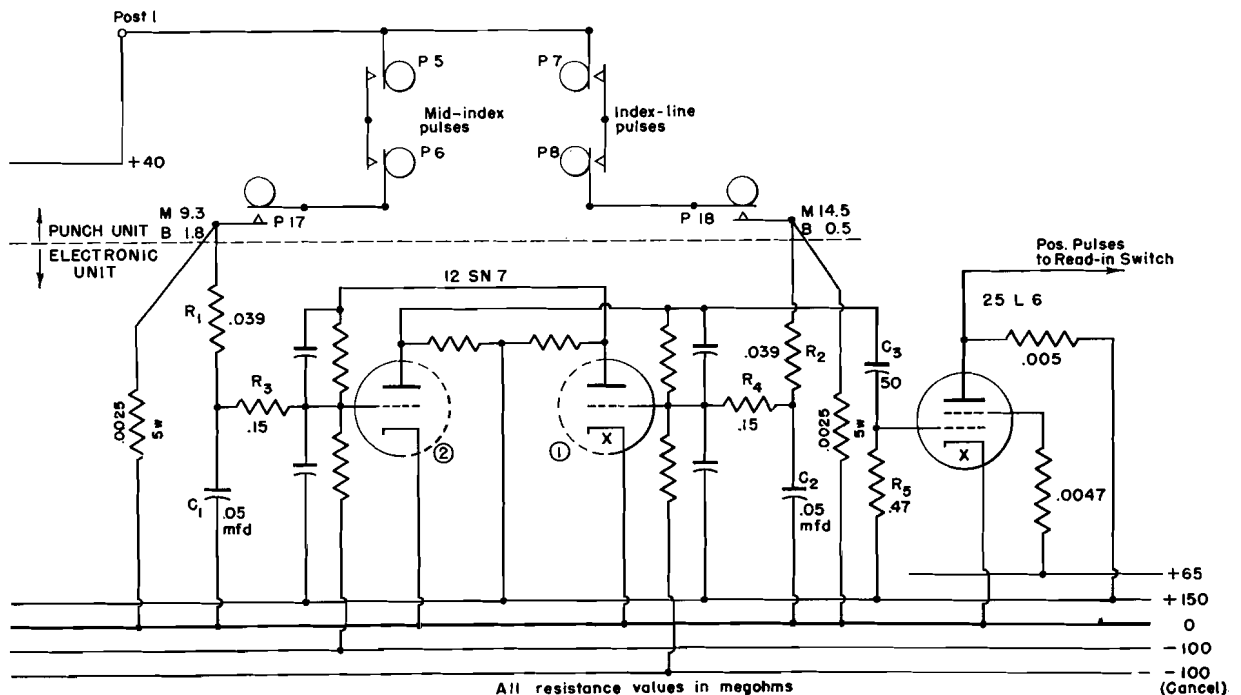 Post 1
P 5
P 7
Mid-index
pulses
Index-line
pulses
P 6
P8
+40
M 9.3
B 1.8
P 17
P 18
M 14.5
B 0.5
PUNCH UNIT
ELECTRONIC
UNIT
Pos. Pulses
to Read-in Switch
12 SN 7
25 L 6
R1
.039
.039
R2
C3
50
.005
R3
.15
R4
.15
.0025
5w
.0025
5w
2
1
X
X
C1
.05
mfd
C2
.05
mfd
R5
.47
.0047
+65
+150
0
-100
-100
(Cancel)
All resistance values in megohms